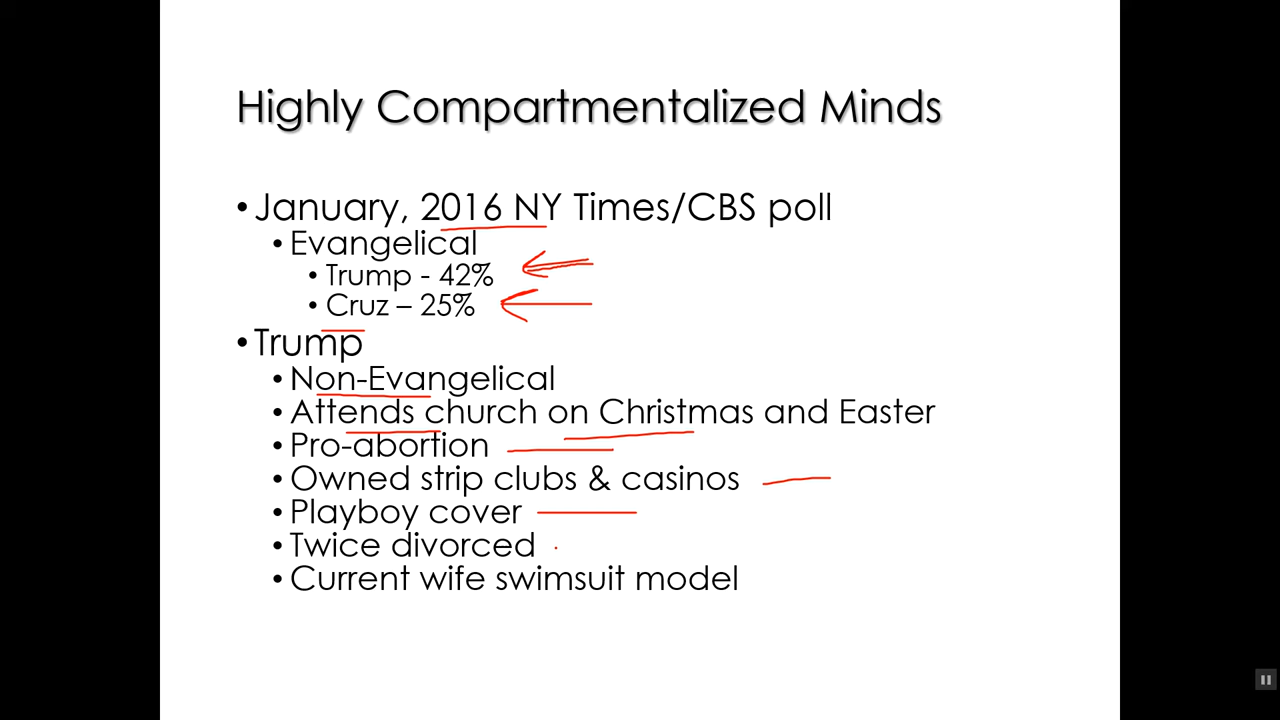 Highly Compartmentalized Minds
• January, 2016 NY Times/CBS poll
• Evangelical
• Trump - 42%
• Cruz – 25%
• Trump
• Non-Evangelical
• Attends church on Christmas and Easter
• Pro-abortion
• Owned strip clubs & casinos
• Playboy cover
• Twice divorced
• Current wife swimsuit model